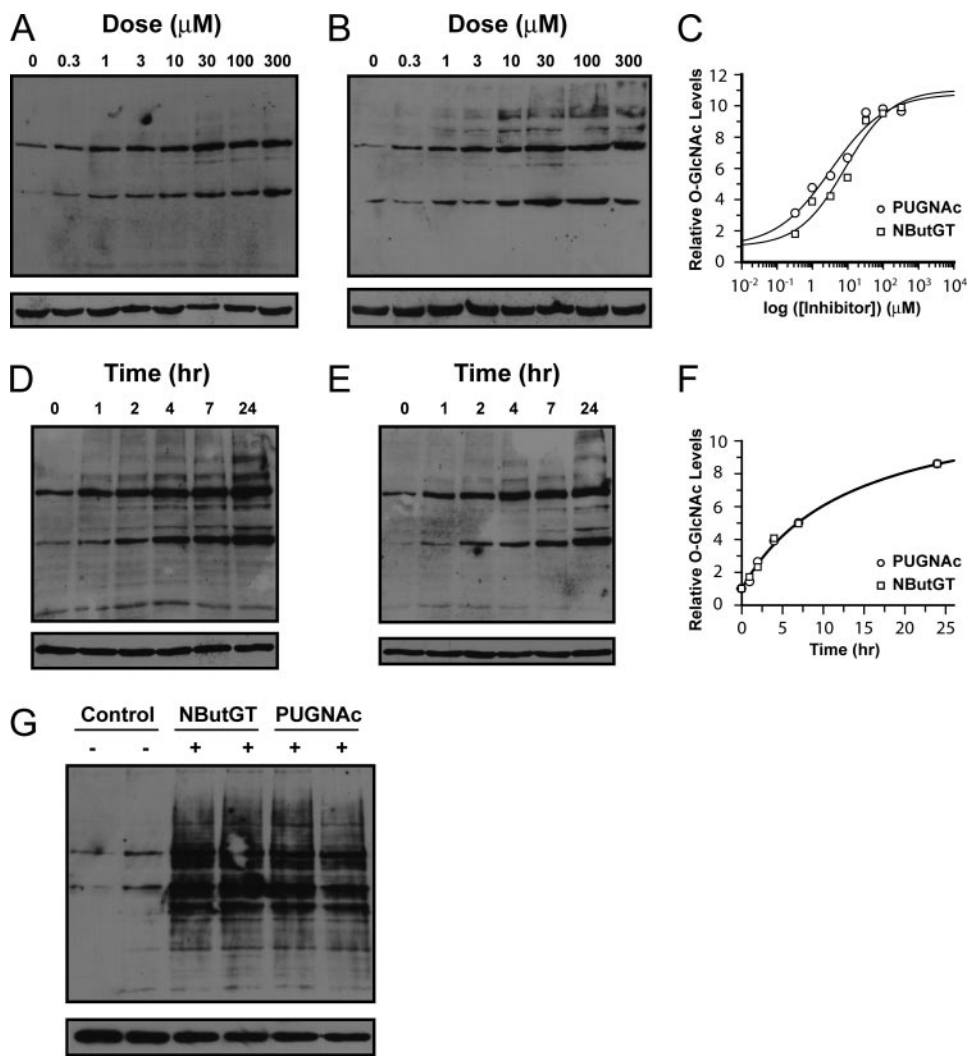 A
Dose (μM)
0 0.3 1 3 10 30 100 300
B
Dose (μM)
0 0.3 1 3 10 30 100 300
C
Relative O-GlcNAc Levels
12
10
8
6
4
2
0
PUGNAc
NButGT
10-2 10-1 1 101 102 103 104
log ([Inhibitor]) (μM)
D
Time (hr)
0 1 2 4 7 24
E
Time (hr)
0 1 2 4 7 24
F
Relative O-GlcNAc Levels
10
8
6
4
2
0
PUGNAc
NButGT
0 5 10 15 20 25
Time (hr)
G
Control NButGT PUGNAc
- - + + + +